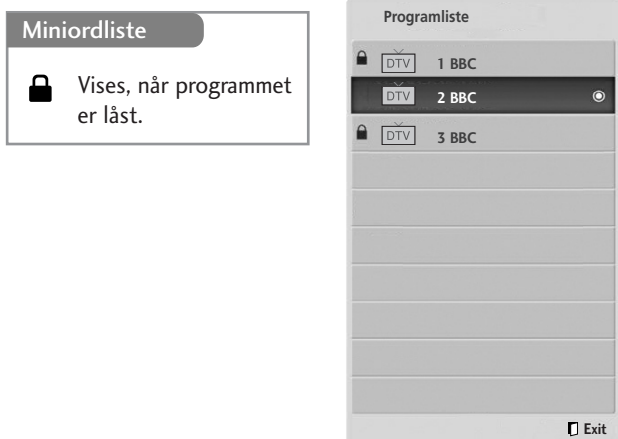 Miniordliste
Vises, når programmet
er låst.
Programliste
DTV 1 BBC
DTV 2 BBC
DTV 3 BBC
Exit